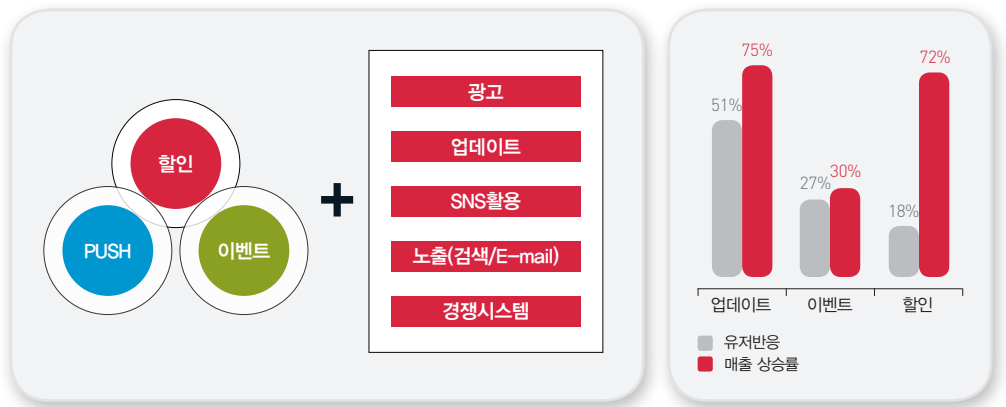 할인
PUSH
이벤트
+
광고
업데이트
SNS활용
노출(검색/E-mail)
경쟁시스템
75%
51%
27%
30%
18%
72%
업데이트
이벤트
할인
유저반응
매출 상승률